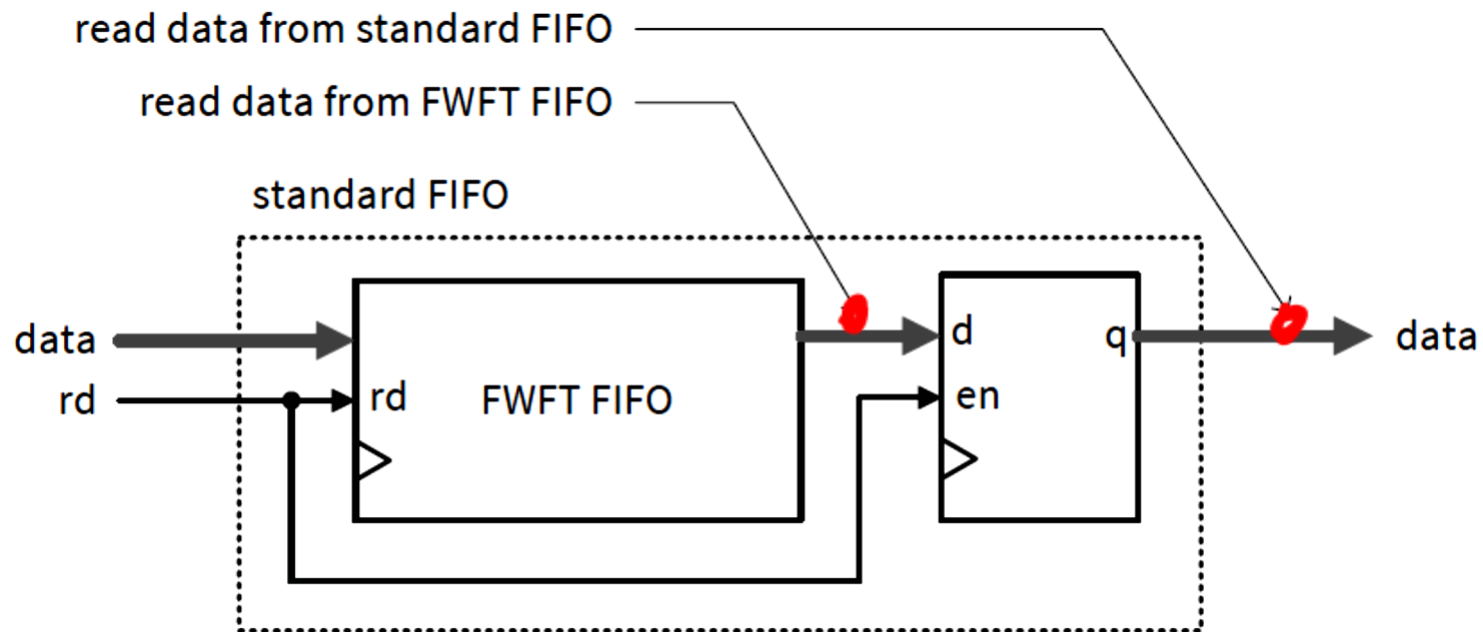 read data from standard FIFO
read data from FWFT FIFO
standard FIFO
data
rd
rd
FWFT FIFO
d
q
en
data